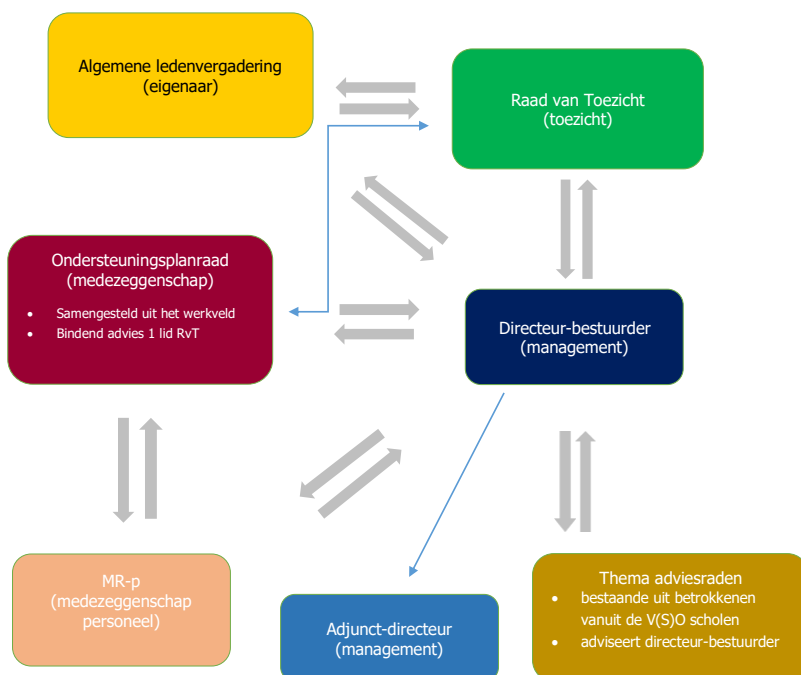 Algemene ledenvergadering
(eigenaar)
Raad van Toezicht
(toezicht)
Ondersteuningsplanraad
(medezeggenschap)
• Samengesteld uit het werkveld
• Bindend advies 1 lid RvT
Directeur-bestuurder
(management)
MR-p
(medezeggenschap
personeel)
Adjunct-directeur
(management)
Thema adviesraden
• bestaande uit betrokkenen
vanuit de V(S)O scholen
• adviseert directeur-bestuurder